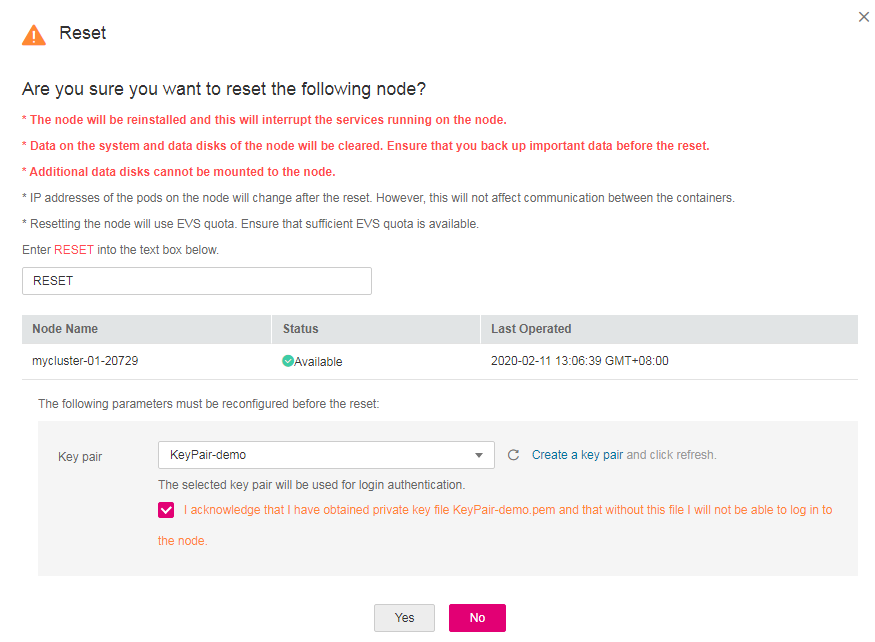 Reset
Are you sure you want to reset the following node?
* The node will be reinstalled and this will interrupt the services running on the node.
* Data on the system and data disks of the node will be cleared. Ensure that you back up important data before the reset.
* Additional data disks cannot be mounted to the node.
* IP addresses of the pods on the node will change after the reset. However, this will not affect communication between the containers.
* Resetting the node will use EVS quota. Ensure that sufficient EVS quota is available.
Enter RESET into the text box below.
RESET
Node Name Status Last Operated
mycluster-01-20729 Available 2020-02-11 13:06:39 GMT+08:00
The following parameters must be reconfigured before the reset:
Key pair KeyPair-demo Create a key pair and click refresh.
The selected key pair will be used for login authentication.
I acknowledge that I have obtained private key file KeyPair-demo.pem and that without this file I will not be able to log in to
the node.
Yes No